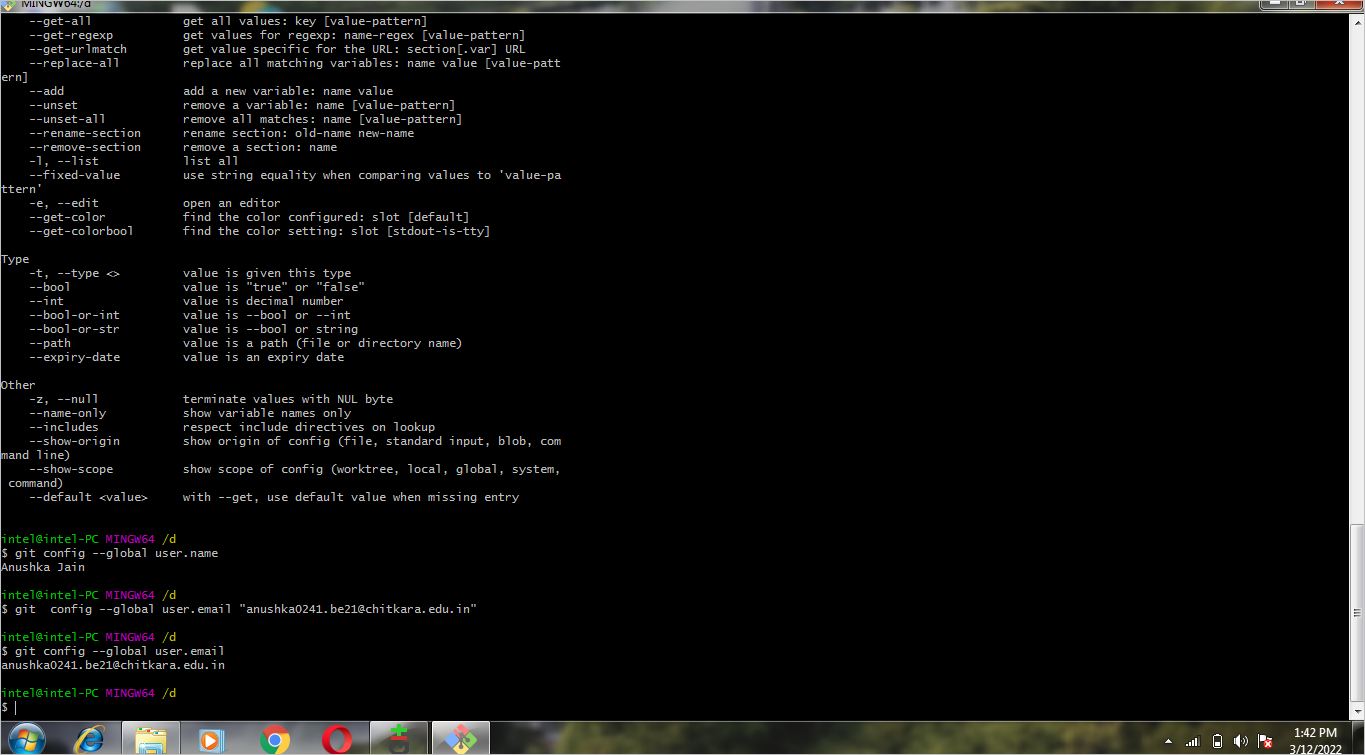 MINGW64:/d
--get-all get all values: key [value-pattern]
--get-regexp get values for regexp: name-regex [value-pattern]
--get-urlmatch get value specific for the URL: section[.var] URL
--replace-all replace all matching variables: name value [value-patt
ern]
--add add a new variable: name value
--unset remove a variable: name [value-pattern]
--unset-all remove all matches: name [value-pattern]
--rename-section rename section: old-name new-name
--remove-section remove a section: name
-l, --list list all
--fixed-value use string equality when comparing values to 'value-pa
ttern'
-e, --edit open an editor
--get-color find the color configured: slot [default]
--get-colorbool find the color setting: slot [stdout-is-tty]
Type
-t, --type <> value is given this type
--bool value is "true" or "false"
--int value is decimal number
--bool-or-int value is --bool or --int
--bool-or-str value is --bool or string
--path value is a path (file or directory name)
--expiry-date value is an expiry date
Other
-z, --null terminate values with NUL byte
--name-only show variable names only
--includes respect include directives on lookup
--show-origin show origin of config (file, standard input, blob, com
mand line)
--show-scope show scope of config (worktree, local, global, system,
command)
--default <value> with --get, use default value when missing entry
intel@intel-PC MINGW64 /d
$ git config --global user.name
Anushka Jain
intel@intel-PC MINGW64 /d
$ git  config --global user.email "anushka0241.be21@chitkara.edu.in"
intel@intel-PC MINGW64 /d
$ git config --global user.email
anushka0241.be21@chitkara.edu.in
intel@intel-PC MINGW64 /d
$
1:42 PM
3/12/2022